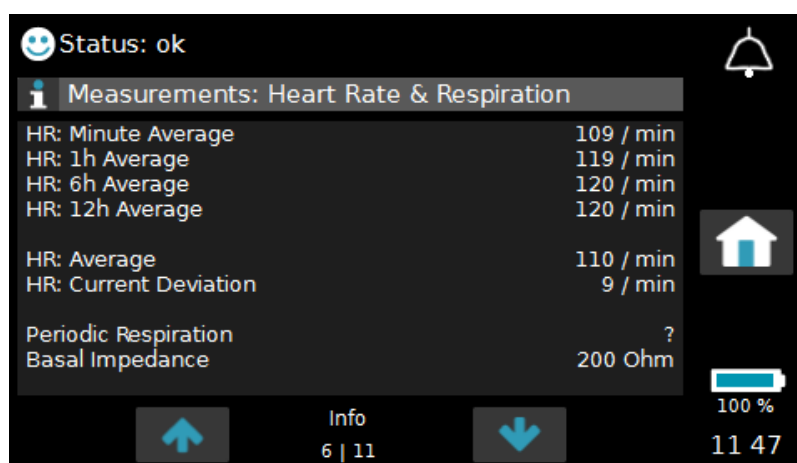 Status: ok
Measurements: Heart Rate & Respiration
HR: Minute Average 109 / min
HR: 1h Average 119 / min
HR: 6h Average 120 / min
HR: 12h Average 120 / min
HR: Average 110 / min
HR: Current Deviation 9 / min
Periodic Respiration ?
Basal Impedance 200 Ohm
100 %
Info
6 | 11
11 47